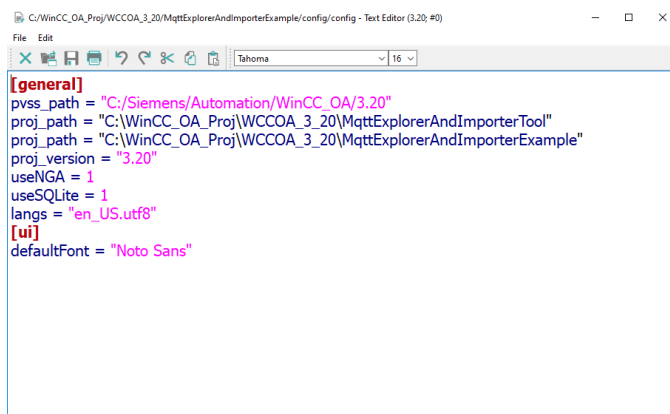 C:/WinCC_OA_Proj/WCCOA_3_20/MqttExplorerAndImporterExample/config/config - Text Editor (3.20; #0)
File Edit
Tahoma 16
[general]
pvss_path = "C:/Siemens/Automation/WinCC_OA/3.20"
proj_path = "C:\WinCC_OA_Proj\WCCOA_3_20\MqttExplorerAndImporterTool"
proj_path = "C:\WinCC_OA_Proj\WCCOA_3_20\MqttExplorerAndImporterExample"
proj_version = "3.20"
useNGA = 1
useSQLite = 1
langs = "en_US.utf8"
[ui]
defaultFont = "Noto Sans"